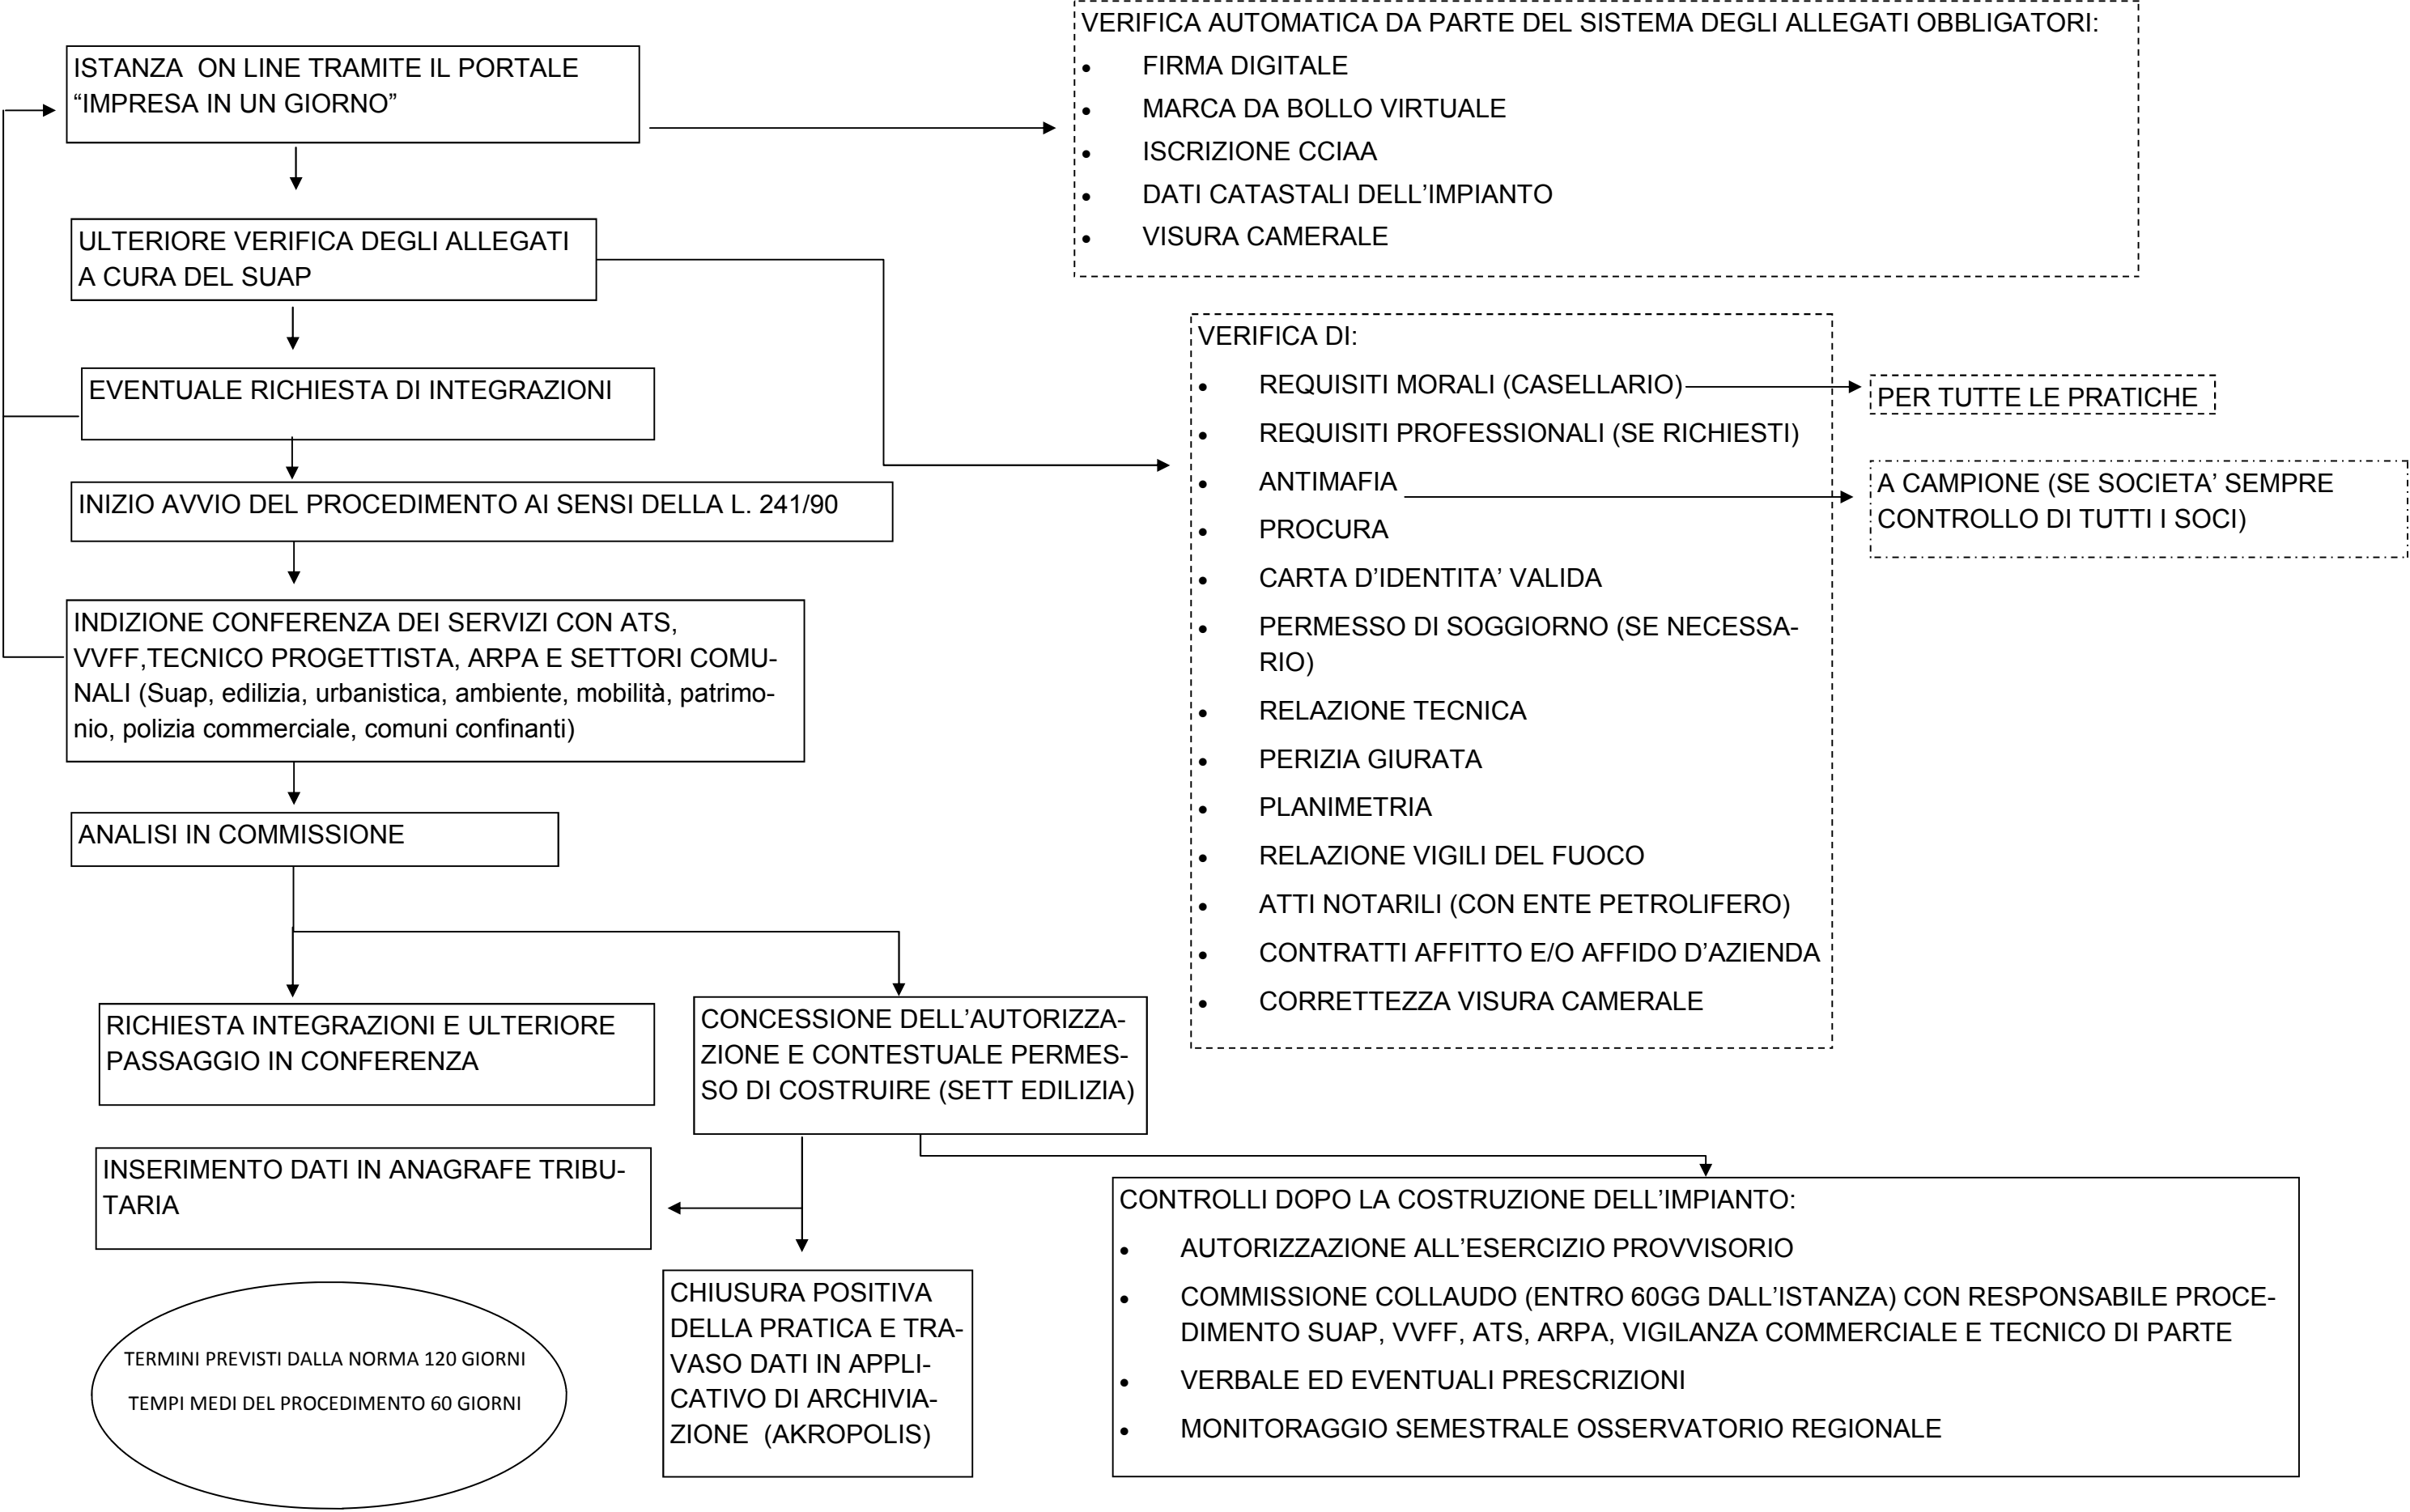 ISTANZA ON LINE TRAMITE IL PORTALE
“IMPRESA IN UN GIORNO”
VERIFICA AUTOMATICA DA PARTE DEL SISTEMA DEGLI ALLEGATI OBBLIGATORI:
• FIRMA DIGITALE
• MARCA DA BOLLO VIRTUALE
• ISCRIZIONE CCIAA
• DATI CATASTALI DELL’IMPIANTO
• VISURA CAMERALE
ULTERIORE VERIFICA DEGLI ALLEGATI
A CURA DEL SUAP
VERIFICA DI:
• REQUISITI MORALI (CASELLARIO)
• REQUISITI PROFESSIONALI (SE RICHIESTI)
• ANTIMAFIA
• PROCURA
• CARTA D’IDENTITA’ VALIDA
• PERMESSO DI SOGGIORNO (SE NECESSA-
RIO)
• RELAZIONE TECNICA
• PERIZIA GIURATA
• PLANIMETRIA
• RELAZIONE VIGILI DEL FUOCO
• ATTI NOTARILI (CON ENTE PETROLIFERO)
• CONTRATTI AFFITTO E/O AFFIDO D’AZIENDA
• CORRETTEZZA VISURA CAMERALE
PER TUTTE LE PRATICHE
A CAMPIONE (SE SOCIETA’ SEMPRE
CONTROLLO DI TUTTI I SOCI)
EVENTUALE RICHIESTA DI INTEGRAZIONI
INIZIO AVVIO DEL PROCEDIMENTO AI SENSI DELLA L. 241/90
INDIZIONE CONFERENZA DEI SERVIZI CON ATS,
VVFF,TECNICO PROGETTISTA, ARPA E SETTORI COMU-
NALI (Suap, edilizia, urbanistica, ambiente, mobilità, patrimo-
nio, polizia commerciale, comuni confinanti)
ANALISI IN COMMISSIONE
RICHIESTA INTEGRAZIONI E ULTERIORE
PASSAGGIO IN CONFERENZA
CONCESSIONE DELL’AUTORIZZA-
ZIONE E CONTESTUALE PERMES-
SO DI COSTRUIRE (SETT EDILIZIA)
INSERIMENTO DATI IN ANAGRAFE TRIBU-
TARIA
CHIUSURA POSITIVA
DELLA PRATICA E TRA-
VASO DATI IN APPLI-
CATIVO DI ARCHIVIA-
ZIONE (AKROPOLIS)
CONTROLLI DOPO LA COSTRUZIONE DELL’IMPIANTO:
• AUTORIZZAZIONE ALL’ESERCIZIO PROVVISORIO
• COMMISSIONE COLLAUDO (ENTRO 60GG DALL’ISTANZA) CON RESPONSABILE PROCE-
DIMENTO SUAP, VVFF, ATS, ARPA, VIGILANZA COMMERCIALE E TECNICO DI PARTE
• VERBALE ED EVENTUALI PRESCRIZIONI
• MONITORAGGIO SEMESTRALE OSSERVATORIO REGIONALE
TERMINI PREVISTI DALLA NORMA 120 GIORNI
TEMPI MEDI DEL PROCEDIMENTO 60 GIORNI